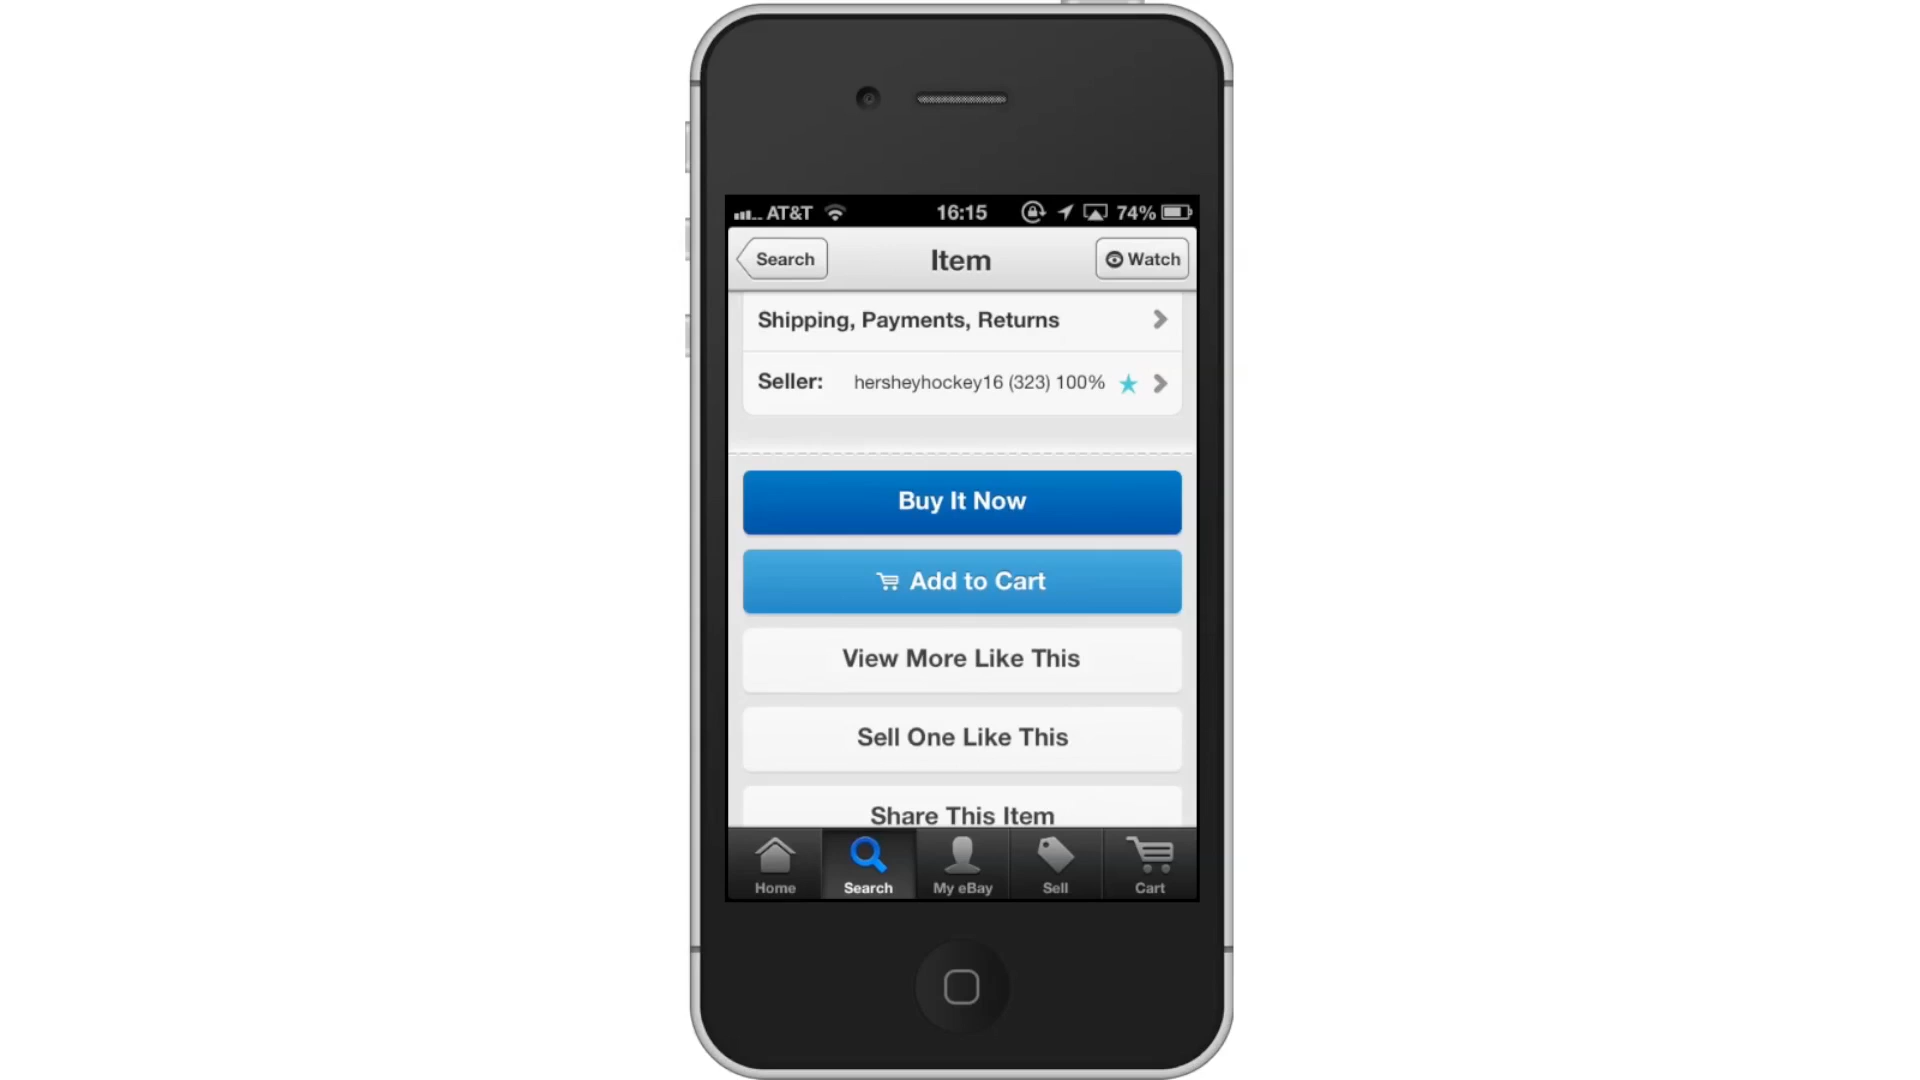 AT&T 16:15 74%
Search Item Watch
Shipping, Payments, Returns
Seller: hersheyhockey16 (323) 100%
Buy It Now
Add to Cart
View More Like This
Sell One Like This
Share This Item
Home Search My eBay Sell Cart